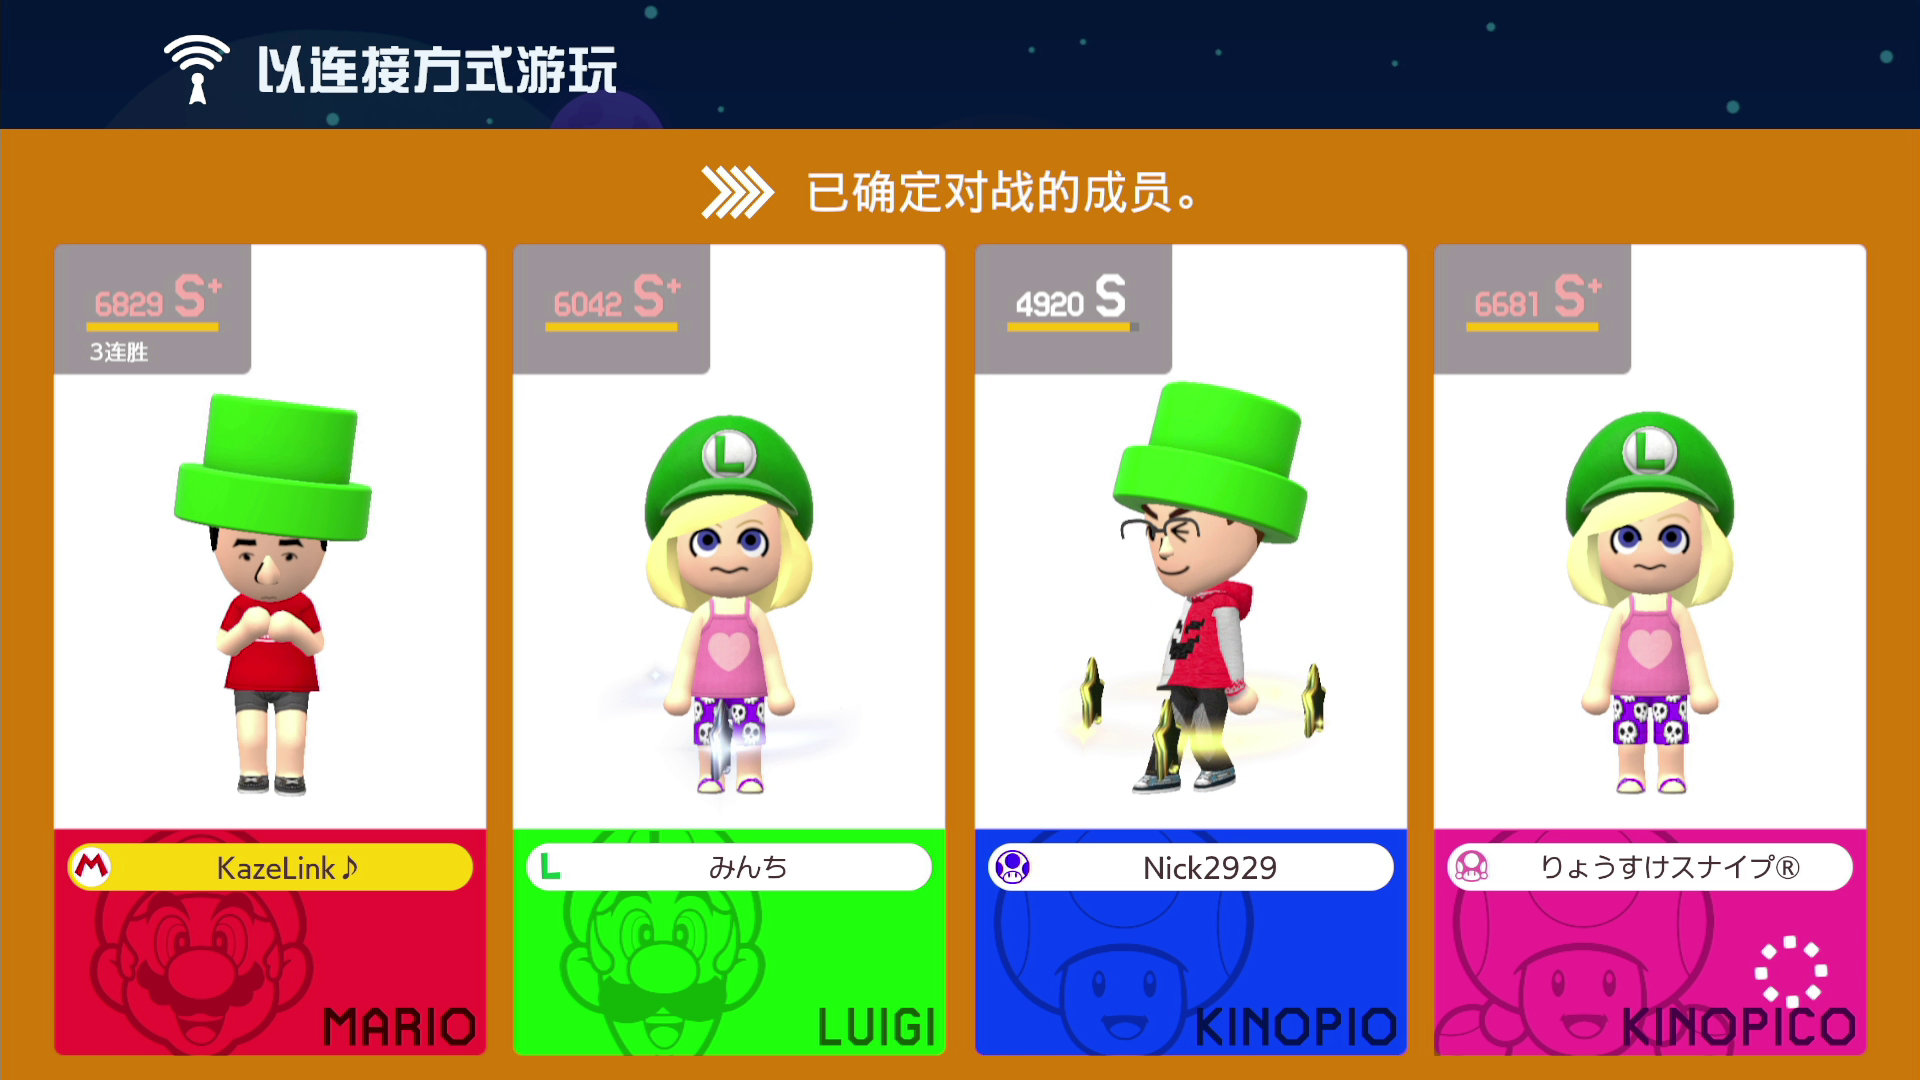 以连接方式游玩
已确定对战的成员。
6829 S+
3连胜
6042 S+
4920 S
6681 S+
L
L
M KazeLink♪
L みんち
Nick2929
りょうすけスナイプ®
MARIO
LUIGI
KINOPIO
KINOPICO